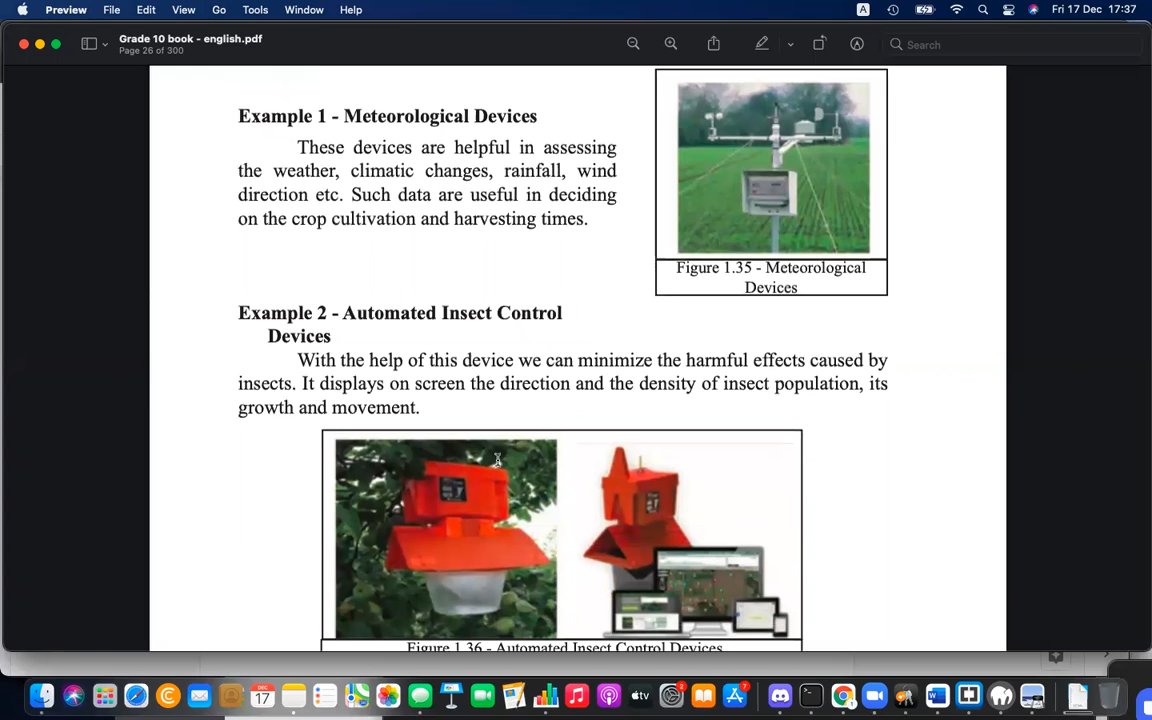 Preview File Edit View Go Tools Window Help
A
Fri 17 Dec 17:37
Grade 10 book - english.pdf
Page 26 of 300
Search
Example 1 - Meteorological Devices
These devices are helpful in assessing
the weather, climatic changes, rainfall, wind
direction etc. Such data are useful in deciding
on the crop cultivation and harvesting times.
Figure 1.35 - Meteorological
Devices
Example 2 - Automated Insect Control
Devices
With the help of this device we can minimize the harmful effects caused by
insects. It displays on screen the direction and the density of insect population, its
growth and movement.
Figure 1.36 - Automated Insect Control Devices
DEC
17
tv
2
7
W